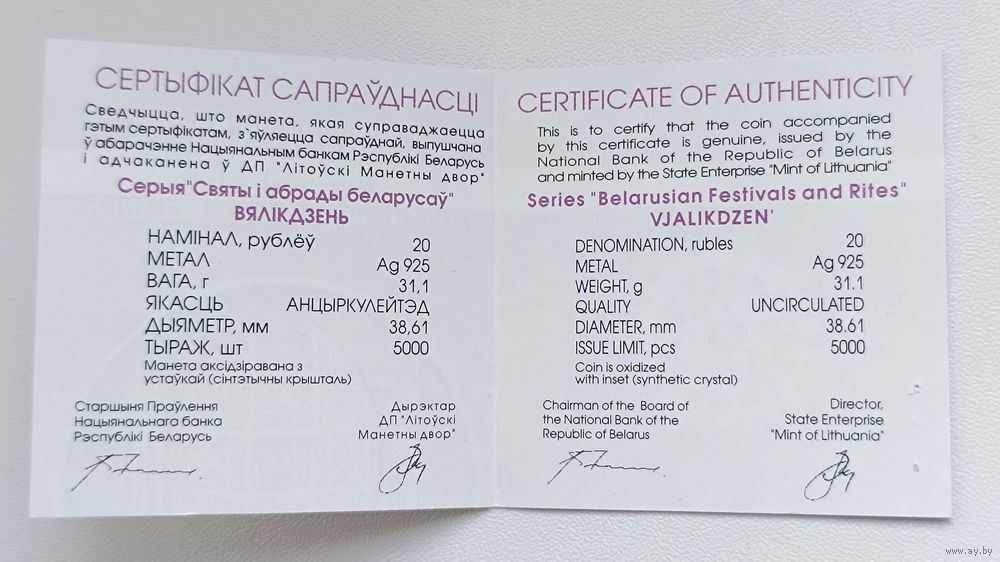 СЕРТЫФІКАТ САПРАЎДНАСЦІ
Сведчыцца, што манета, якая суправаджаецца
гэтым сертыфікатам, з`яўляецца сапраўднай, выпушчана
ў абарачэнне Нацыянальным банкам Рэспублікі Беларусь
і адчаканена ў ДП "Літоўскі Манетны двор"
Серыя"Святы і абрады беларусаў"
ВЯЛІКДЗЕНЬ
НАМІНАЛ, рублёў 20
МЕТАЛ Ag 925
ВАГА, г 31,1
ЯКАСЦЬ АНЦЫРКУЛЕЙТЭД
ДЫЯМЕТР, мм 38,61
ТЫРАЖ, шт 5000
Манета аксідзіравана з
устаўкай (сінтэтычны крышталь)
Старшыня Праўлення
Нацыянальнага банка
Рэспублікі Беларусь
Дырэктар
ДП "Літоўскі
Манетны двор"
CERTIFICATE OF AUTHENTICITY
This is to certify that the coin accompanied
by this certificate is genuine, issued by the
National Bank of the Republic of Belarus
and minted by the State Enterprise "Mint of Lithuania"
Series "Belarusian Festivals and Rites"
VJALIKDZEN'
DENOMINATION, rubles 20
METAL Ag 925
WEIGHT, g 31.1
QUALITY UNCIRCULATED
DIAMETER, mm 38.61
ISSUE LIMIT, pcs 5000
Coin is oxidized
with inset (synthetic crystal)
Chairman of the Board of
the National Bank of the
Republic of Belarus
Director,
State Enterprise
"Mint of Lithuania"
www.ay.by